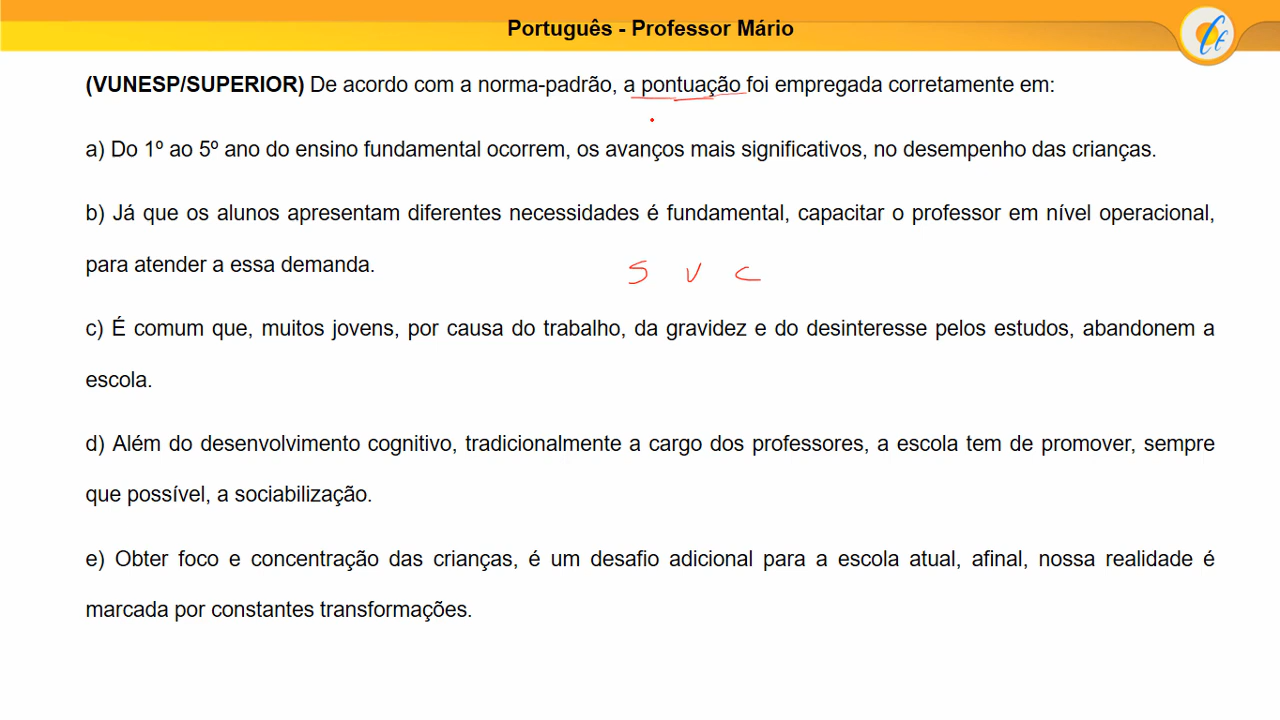 Português - Professor Mário
(VUNESP/SUPERIOR) De acordo com a norma-padrão, a pontuação foi empregada corretamente em:
a) Do 1º ao 5º ano do ensino fundamental ocorrem, os avanços mais significativos, no desempenho das crianças.
b) Já que os alunos apresentam diferentes necessidades é fundamental, capacitar o professor em nível operacional,
para atender a essa demanda.
S V C
c) É comum que, muitos jovens, por causa do trabalho, da gravidez e do desinteresse pelos estudos, abandonem a
escola.
d) Além do desenvolvimento cognitivo, tradicionalmente a cargo dos professores, a escola tem de promover, sempre
que possível, a sociabilização.
e) Obter foco e concentração das crianças, é um desafio adicional para a escola atual, afinal, nossa realidade é
marcada por constantes transformações.